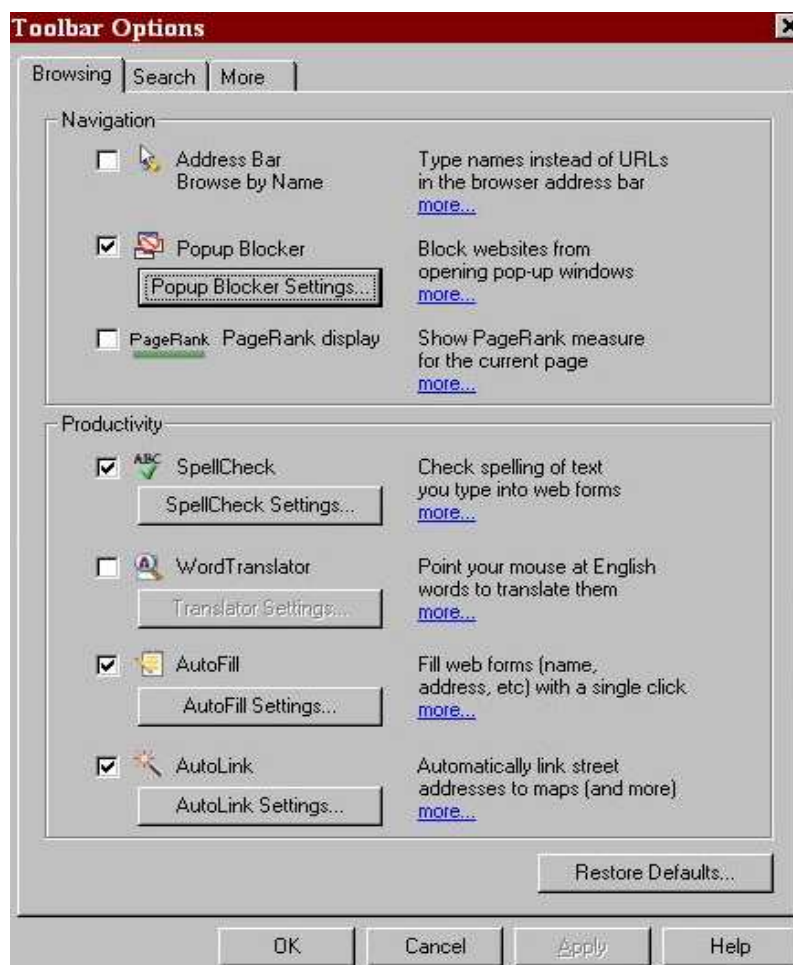 Toolbar Options
Browsing Search More
Navigation
Address Bar
Browse by Name
Type names instead of URLs
in the browser address bar
more...
Popup Blocker
Popup Blocker Settings...
Block websites from
opening pop-up windows
more...
PageRank PageRank display
Show PageRank measure
for the current page
more...
Productivity
ABC SpellCheck
SpellCheck Settings...
Check spelling of text
you type into web forms
more...
WordTranslator
Translator Settings...
Point your mouse at English
words to translate them
more...
AutoFill
AutoFill Settings...
Fill web forms (name,
address, etc) with a single click
more...
AutoLink
AutoLink Settings...
Automatically link street
addresses to maps (and more)
more...
Restore Defaults...
OK Cancel Apply Help